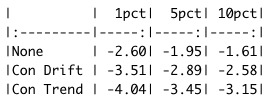 |          |  1pct|  5pct| 10pct|
|:---------|-----:|-----:|-----:|
|None      | -2.60| -1.95| -1.61|
|Con Drift | -3.51| -2.89| -2.58|
|Con Trend | -4.04| -3.45| -3.15|